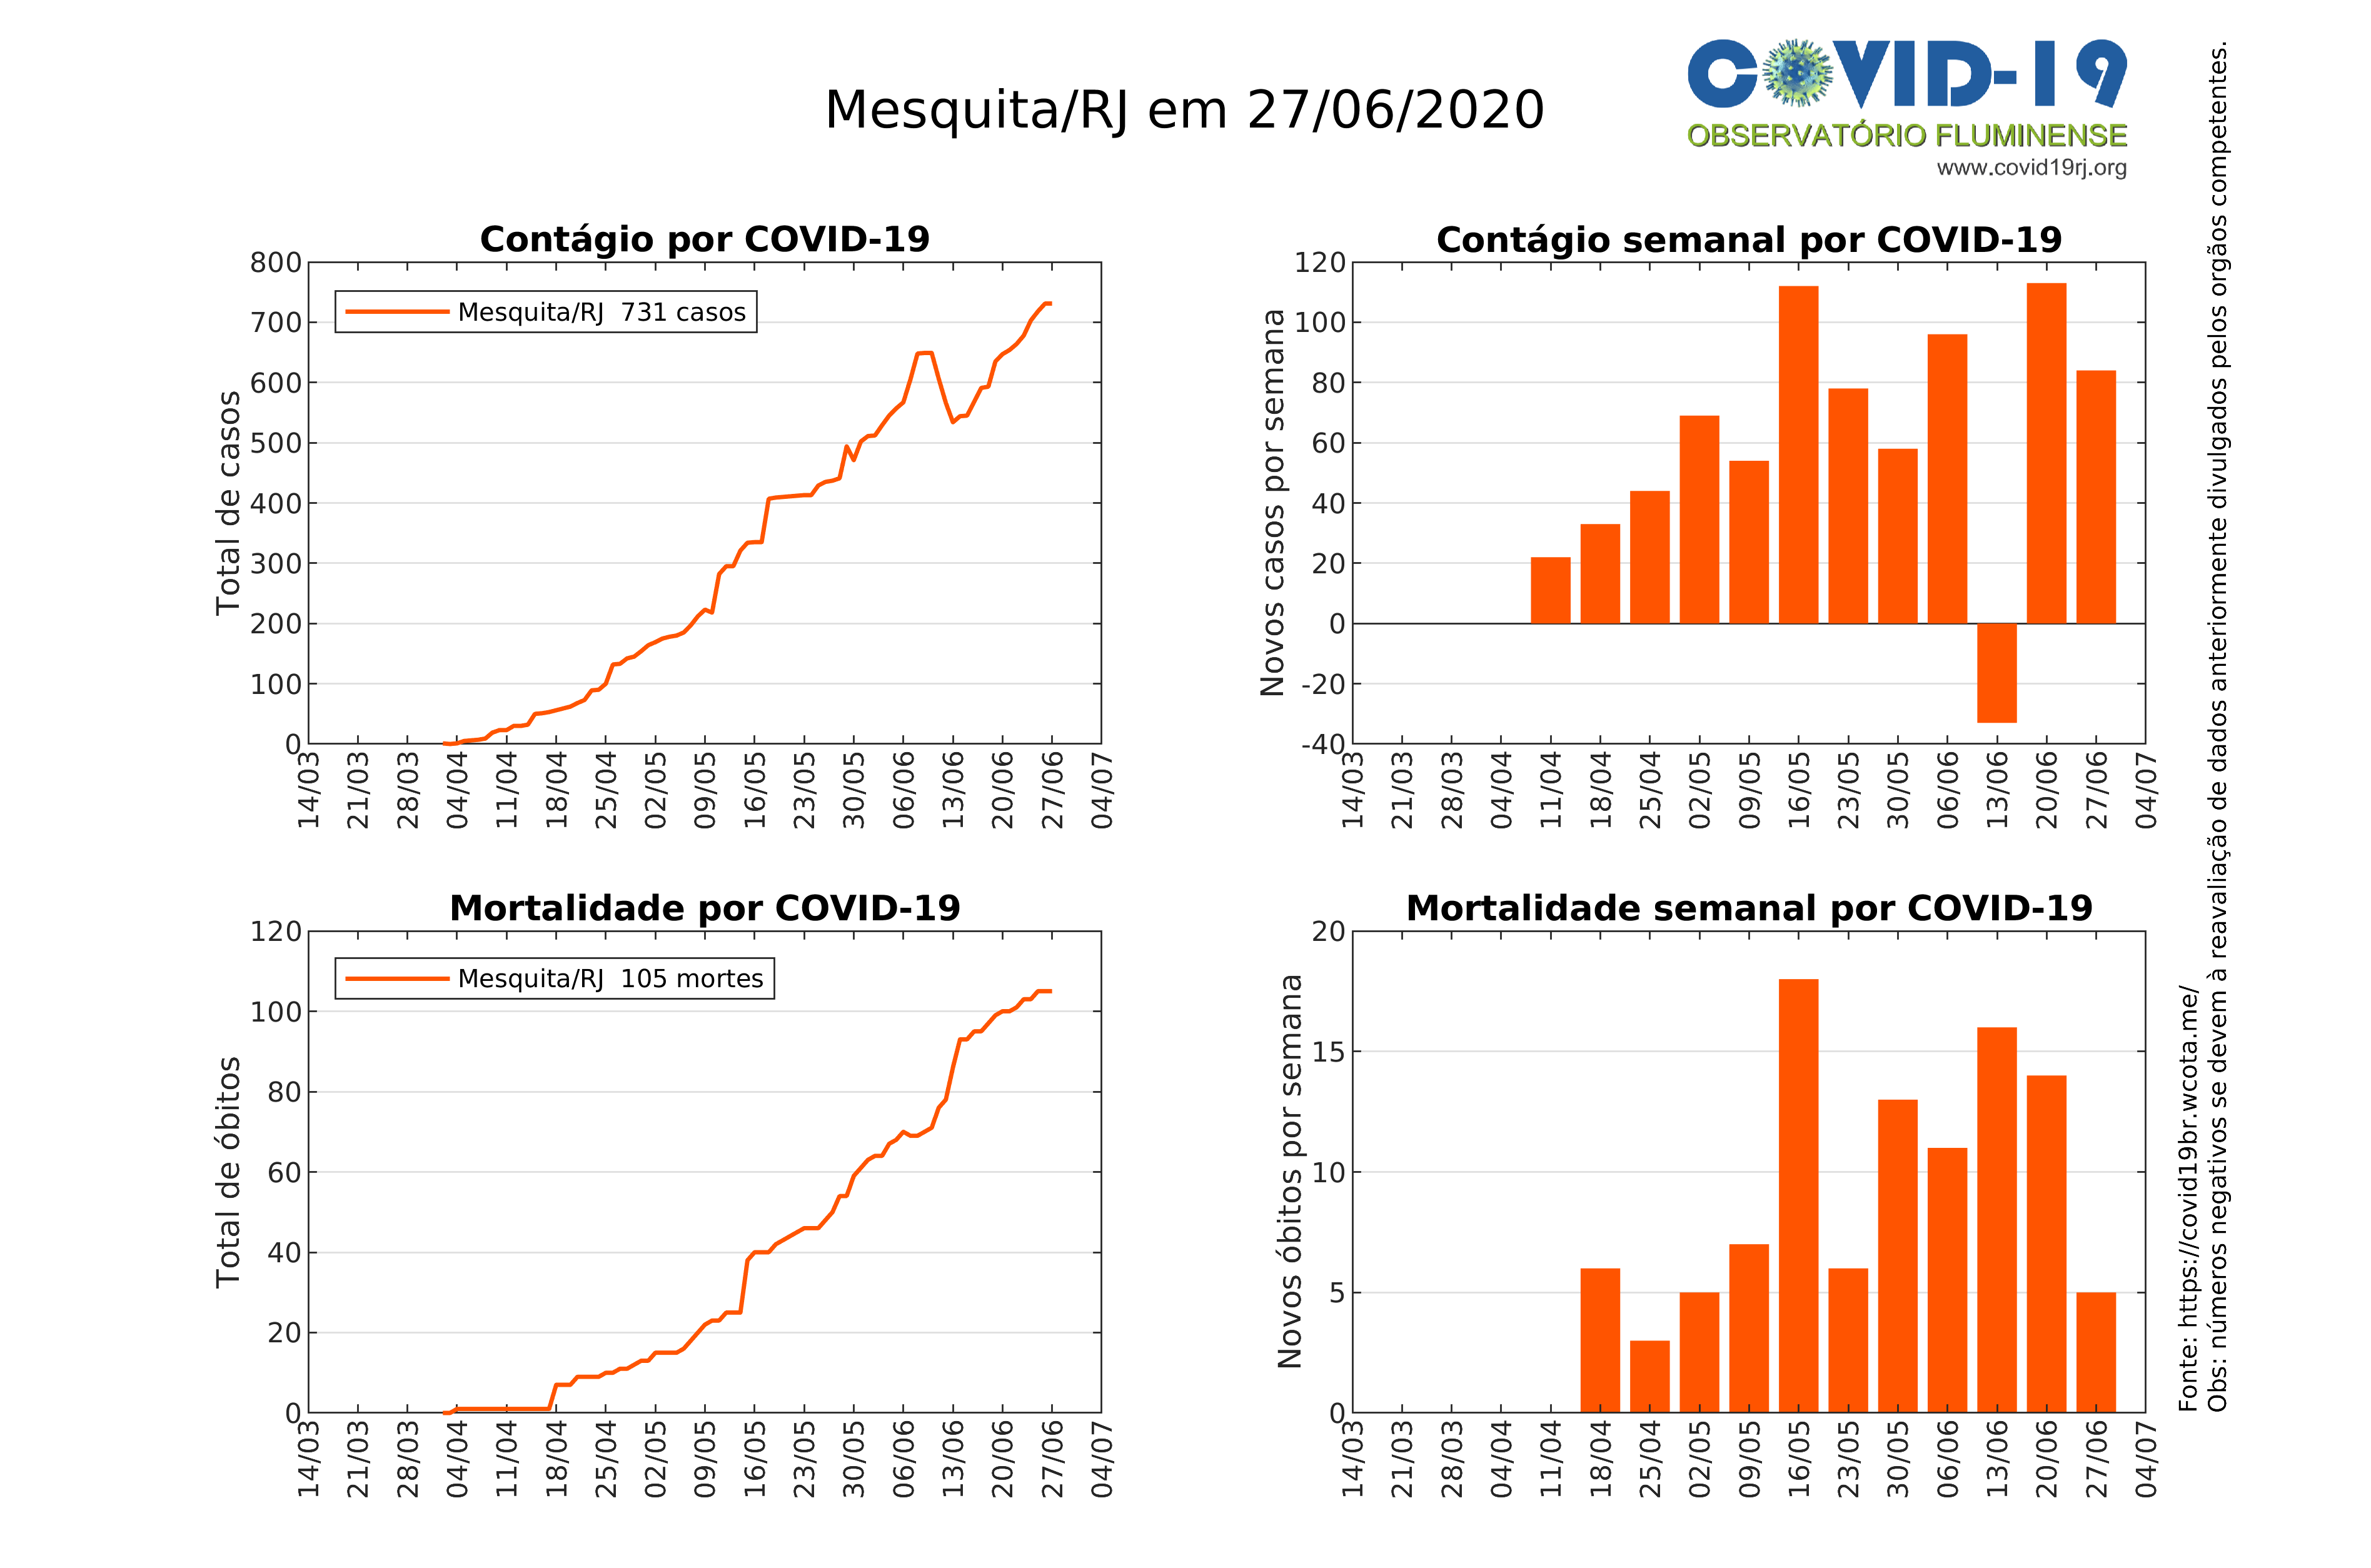 Mesquita/RJ em 27/06/2020
COVID-19
OBSERVATÓRIO FLUMINENSE
www.covid19rj.org
Contágio por COVID-19
Total de casos
800
700
600
500
400
300
200
100
0
Mesquita/RJ 731 casos
14/03 21/03 28/03 04/04 11/04 18/04 25/04 02/05 09/05 16/05 23/05 30/05 06/06 13/06 20/06 27/06 04/07
Contágio semanal por COVID-19
Novos casos por semana
120
100
80
60
40
20
0
-20
-40
14/03 21/03 28/03 04/04 11/04 18/04 25/04 02/05 09/05 16/05 23/05 30/05 06/06 13/06 20/06 27/06 04/07
Mortalidade por COVID-19
Total de óbitos
120
100
80
60
40
20
0
Mesquita/RJ 105 mortes
14/03 21/03 28/03 04/04 11/04 18/04 25/04 02/05 09/05 16/05 23/05 30/05 06/06 13/06 20/06 27/06 04/07
Mortalidade semanal por COVID-19
Novos óbitos por semana
20
15
10
5
0
14/03 21/03 28/03 04/04 11/04 18/04 25/04 02/05 09/05 16/05 23/05 30/05 06/06 13/06 20/06 27/06 04/07
Fonte: https://covid19br.wcota.me/
Obs: números negativos se devem à reavaliação de dados anteriormente divulgados pelos orgãos competentes.